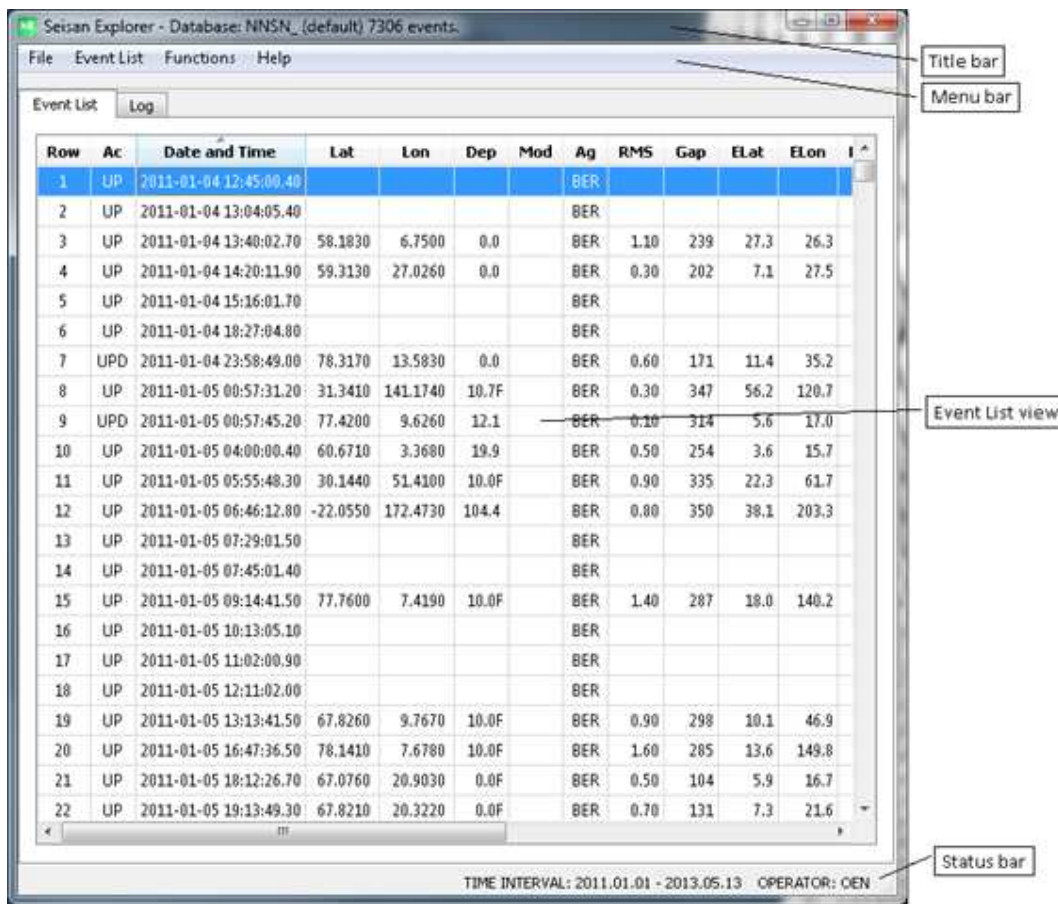 Seisan Explorer - Database: NNSN_ (default) 7306 events.
Title bar
File Event List Functions Help
Menu bar
Event List Log
Row Ac Date and Time Lat Lon Dep Mod Ag RMS Gap ELat ELon
1 UP 2011-01-04 12:45:00.40 BER
2 UP 2011-01-04 13:04:05.40 BER
3 UP 2011-01-04 13:40:02.70 58.1830 6.7500 0.0 BER 1.10 239 27.3 26.3
4 UP 2011-01-04 14:20:11.90 59.3130 27.0260 0.0 BER 0.30 202 7.1 27.5
5 UP 2011-01-04 15:16:01.70 BER
6 UP 2011-01-04 18:27:04.80 BER
7 UPD 2011-01-04 23:58:49.00 78.3170 13.5830 0.0 BER 0.60 171 11.4 35.2
8 UP 2011-01-05 00:57:31.20 31.3410 141.1740 10.7F BER 0.30 347 56.2 120.7
9 UPD 2011-01-05 00:57:45.20 77.4200 9.6260 12.1 BER 0.10 314 5.6 17.0
Event List view
10 UP 2011-01-05 04:00:00.40 60.6710 3.3680 19.9 BER 0.50 254 3.6 15.7
11 UP 2011-01-05 05:55:48.30 30.1440 51.4100 10.0F BER 0.90 335 22.3 61.7
12 UP 2011-01-05 06:46:12.80 -22.0550 172.4730 104.4 BER 0.80 350 38.1 203.3
13 UP 2011-01-05 07:29:01.50 BER
14 UP 2011-01-05 07:45:01.40 BER
15 UP 2011-01-05 09:14:41.50 77.7600 7.4190 10.0F BER 1.40 287 18.0 140.2
16 UP 2011-01-05 10:13:05.10 BER
17 UP 2011-01-05 11:02:00.90 BER
18 UP 2011-01-05 12:11:02.00 BER
19 UP 2011-01-05 13:13:41.50 67.8260 9.7670 10.0F BER 0.90 298 10.1 46.9
20 UP 2011-01-05 16:47:36.50 78.1410 7.6780 10.0F BER 1.60 285 13.6 149.8
21 UP 2011-01-05 18:12:26.70 67.0760 20.9030 0.0F BER 0.50 104 5.9 16.7
22 UP 2011-01-05 19:13:49.30 67.8210 20.3220 0.0F BER 0.70 131 7.3 21.6
Status bar
TIME INTERVAL: 2011.01.01 - 2013.05.13 OPERATOR: OEN